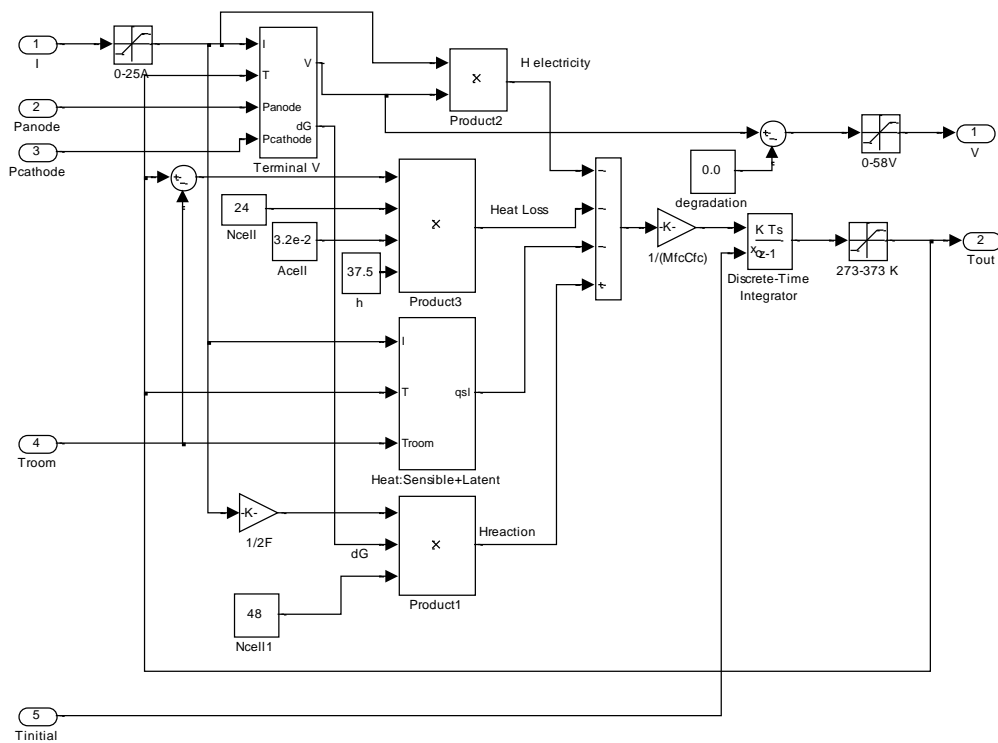 1
I
0-25A
I
T
Panode
Pcathode
V
dG
Terminal V
2
Panode
3
Pcathode
×
Product2
H electricity
+
-
0.0
degradation
0-58V
1
V
+
-
24
Ncell
3.2e-2
Acell
37.5
h
×
Product3
Heat Loss
-
-
-
+
-K-
1/(MfcCfc)
K Ts
z-1
xo
Discrete-Time
Integrator
273-373 K
2
Tout
I
T
Troom
qsl
Heat:Sensible+Latent
4
Troom
-K-
1/2F
dG
×
Product1
Hreaction
48
Ncell1
5
Tinitial